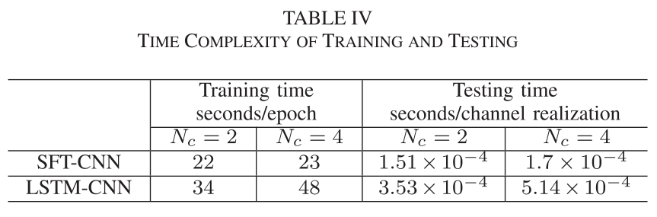 TABLE IV
TIME COMPLEXITY OF TRAINING AND TESTING
Training time Testing time
seconds/epoch seconds/channel realization
N_c = 2 N_c = 4 N_c = 2 N_c = 4
SFT-CNN 22 23 1.51 × 10⁻⁴ 1.7 × 10⁻⁴
LSTM-CNN 34 48 3.53 × 10⁻⁴ 5.14 × 10⁻⁴